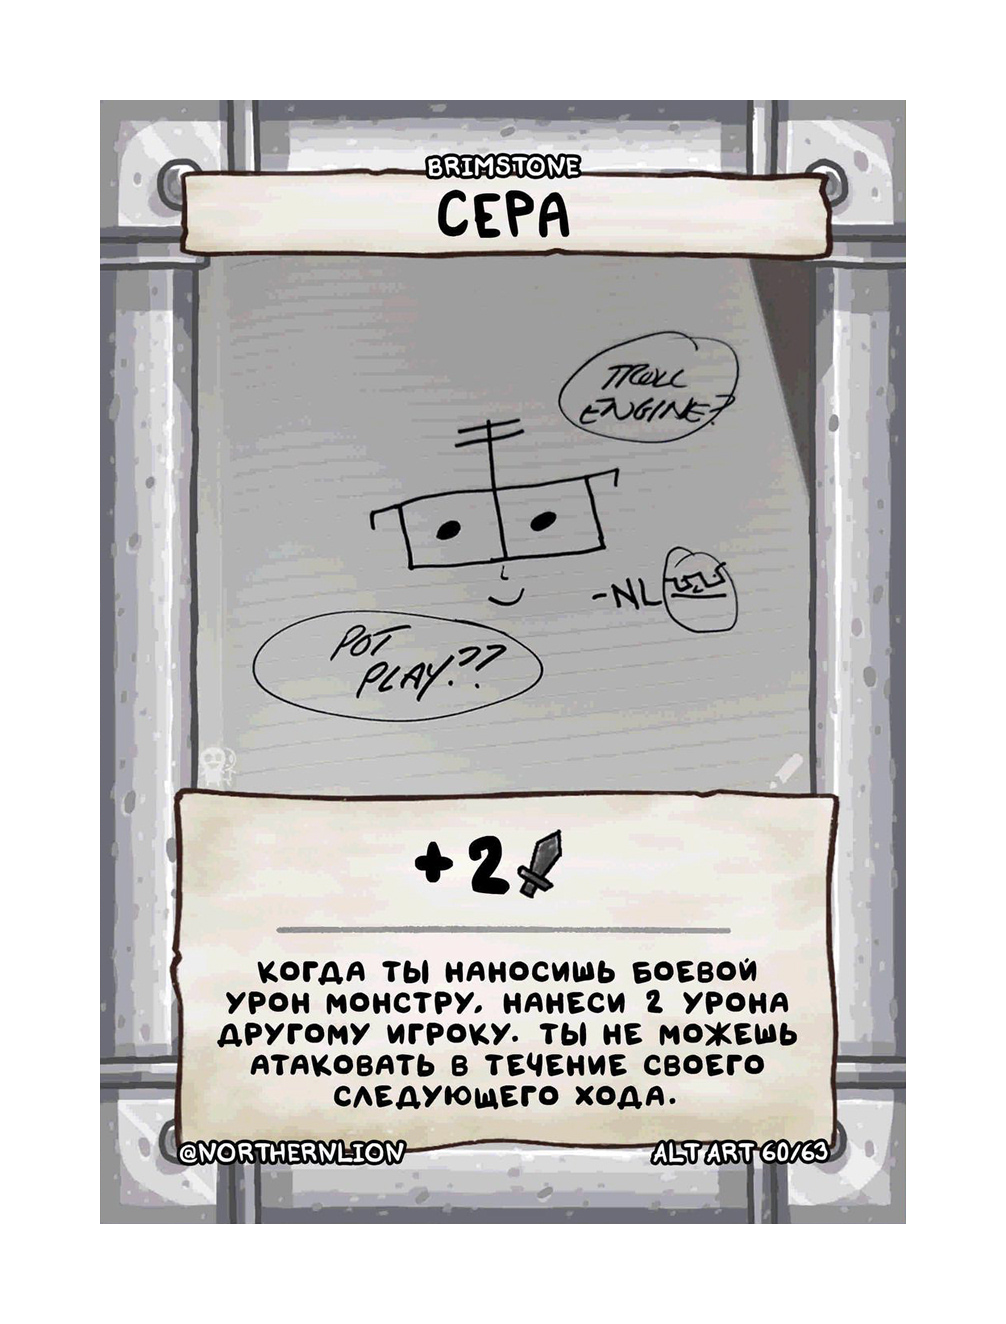 BRIMSTONE
СЕРА
TROLL
ENGINE?
-NL
POT
PLAY??
+2
КОГДА ТЫ НАНОСИШЬ БОЕВОЙ
УРОН МОНСТРУ, НАНЕСИ 2 УРОНА
ДРУГОМУ ИГРОКУ. ТЫ НЕ МОЖЕШЬ
АТАКОВАТЬ В ТЕЧЕНИЕ СВОЕГО
СЛЕДУЮЩЕГО ХОДА.
@NORTHERNLION
ALT ART 60/63